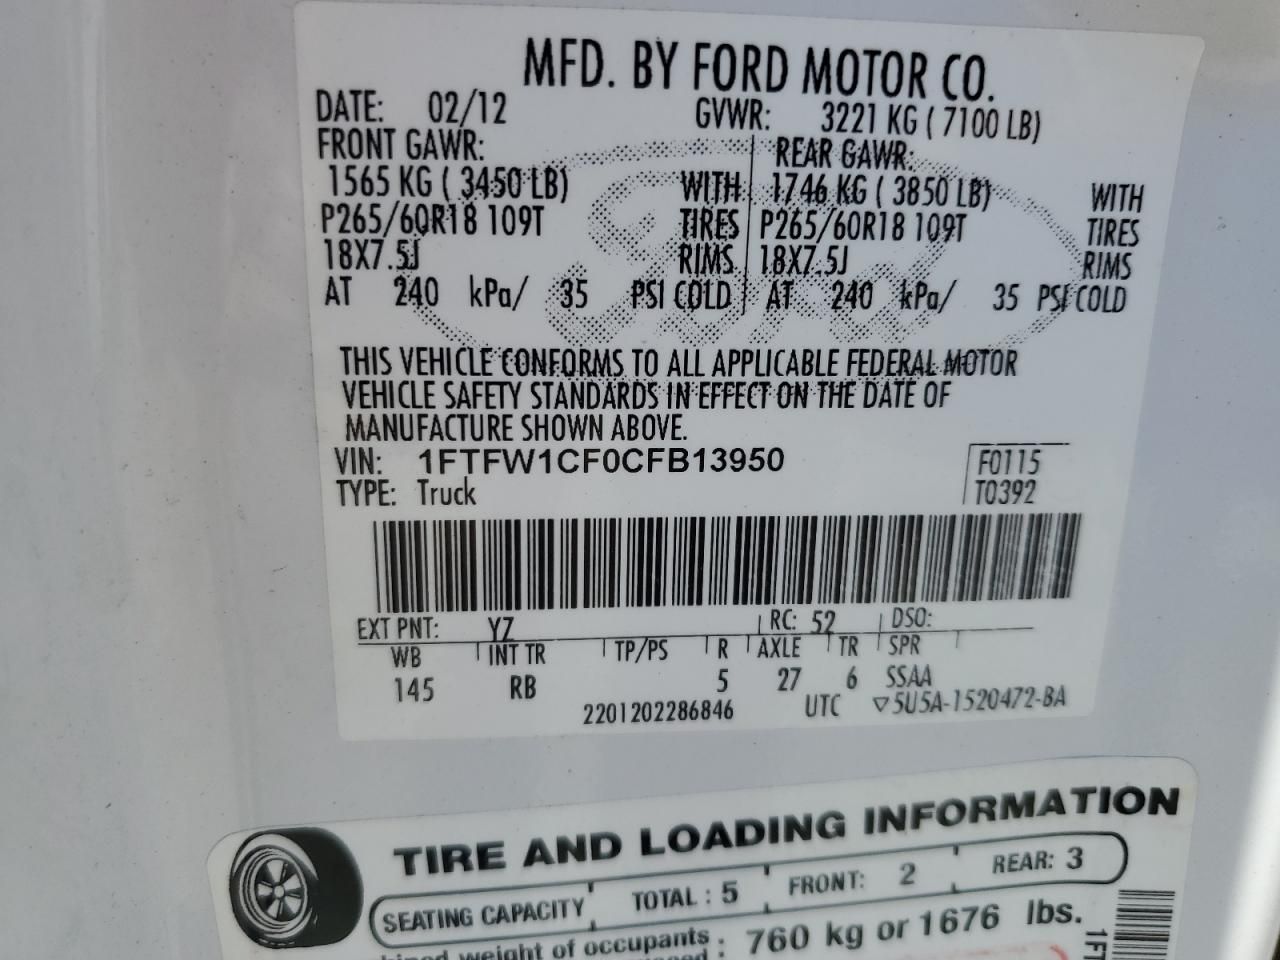 MFD. BY FORD MOTOR CO.
DATE: 02/12 GVWR: 3221 KG ( 7100 LB)
FRONT GAWR: REAR GAWR:
1565 KG ( 3450 LB) WITH 1746 KG ( 3850 LB) WITH
P265/60R18 109T TIRES P265/60R18 109T TIRES
18X7.5J RIMS 18X7.5J RIMS
AT 240 kPa/ 35 PSI COLD AT 240 kPa/ 35 PSI COLD
THIS VEHICLE CONFORMS TO ALL APPLICABLE FEDERAL MOTOR
VEHICLE SAFETY STANDARDS IN EFFECT ON THE DATE OF
MANUFACTURE SHOWN ABOVE.
VIN: 1FTFW1CF0CFB13950 F0115
TYPE: Truck T0392
EXT PNT: YZ RC: 52 DSO:
WB INT TR TP/PS R AXLE TR SPR
145 RB 5 27 6 SSAA
2201202286846 UTC ▽5U5A-1520472-BA
TIRE AND LOADING INFORMATION
SEATING CAPACITY TOTAL : 5 FRONT: 2 REAR: 3
weight of occupants : 760 kg or 1676 lbs.
1FT